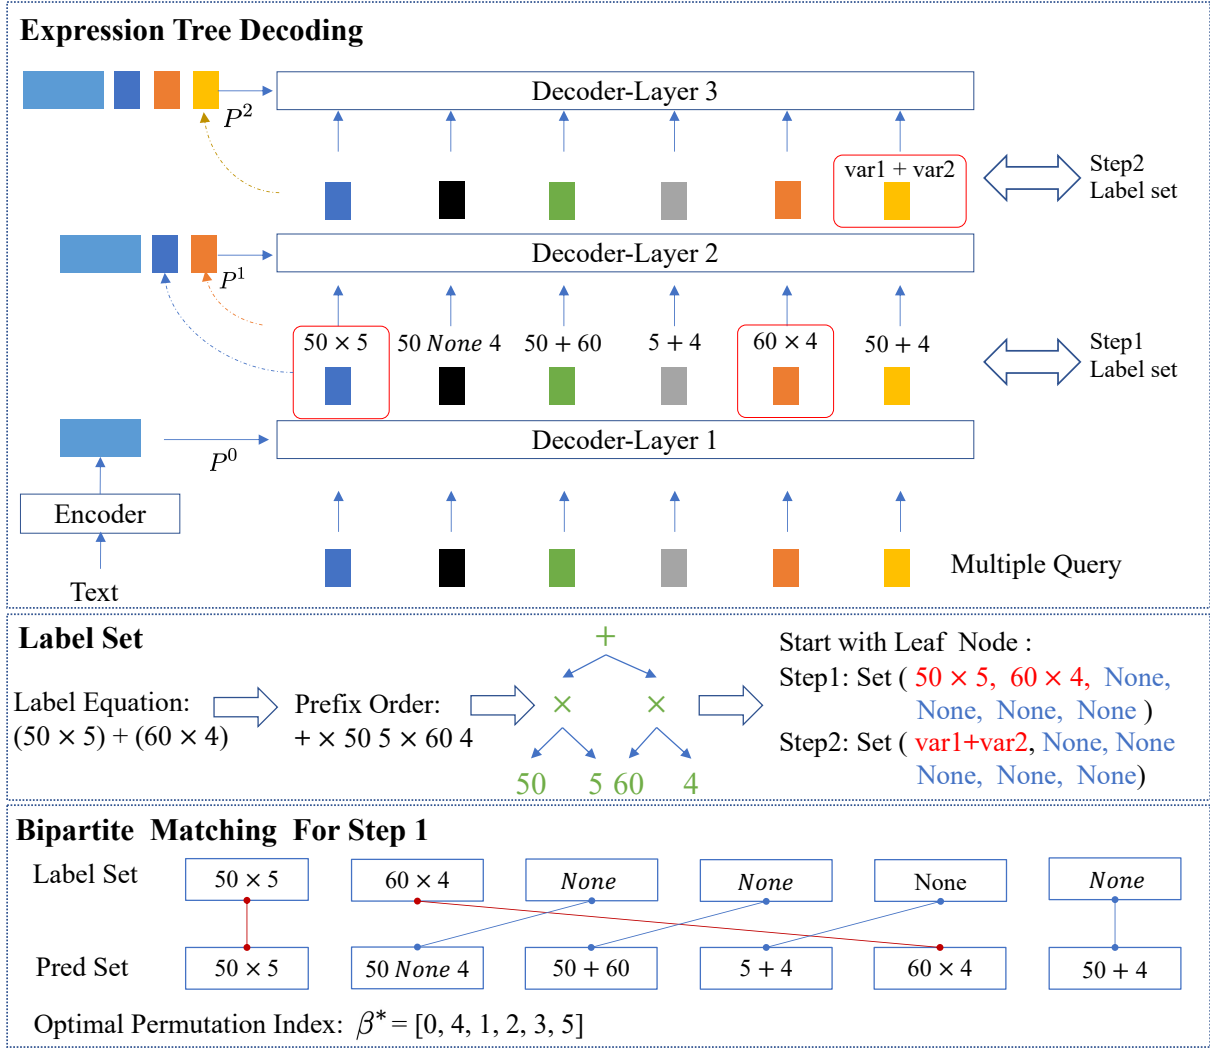 Expression Tree Decoding
Decoder-Layer 3
P²
var1 + var2
Step2
Label set
Decoder-Layer 2
P¹
50 × 5
50 None 4
50 + 60
5 + 4
60 × 4
50 + 4
Step1
Label set
Decoder-Layer 1
P⁰
Encoder
Text
Multiple Query
Label Set
Label Equation:
(50 × 5) + (60 × 4)
Prefix Order:
+ × 50 5 × 60 4
+
× ×
50 5 60 4
Start with Leaf Node :
Step1: Set ( 50 × 5, 60 × 4, None,
None, None, None )
Step2: Set ( var1+var2, None, None
None, None, None)
Bipartite Matching For Step 1
Label Set
50 × 5
60 × 4
None
None
None
None
Pred Set
50 × 5
50 None 4
50 + 60
5 + 4
60 × 4
50 + 4
Optimal Permutation Index: β* = [0, 4, 1, 2, 3, 5]